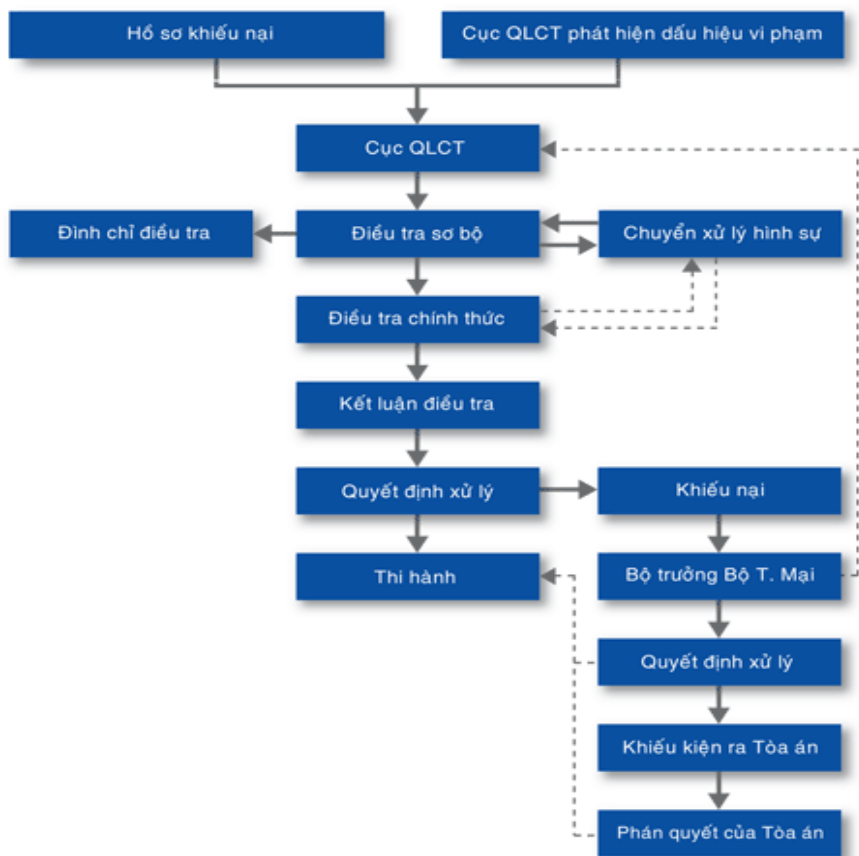 Hồ sơ khiếu nại
Cục QLCT phát hiện dấu hiệu vi phạm
Cục QLCT
Đình chỉ điều tra
Điều tra sơ bộ
Chuyển xử lý hình sự
Điều tra chính thức
Kết luận điều tra
Quyết định xử lý
Khiếu nại
Thi hành
Bộ trưởng Bộ T. Mại
Quyết định xử lý
Khiếu kiện ra Tòa án
Phán quyết của Tòa án